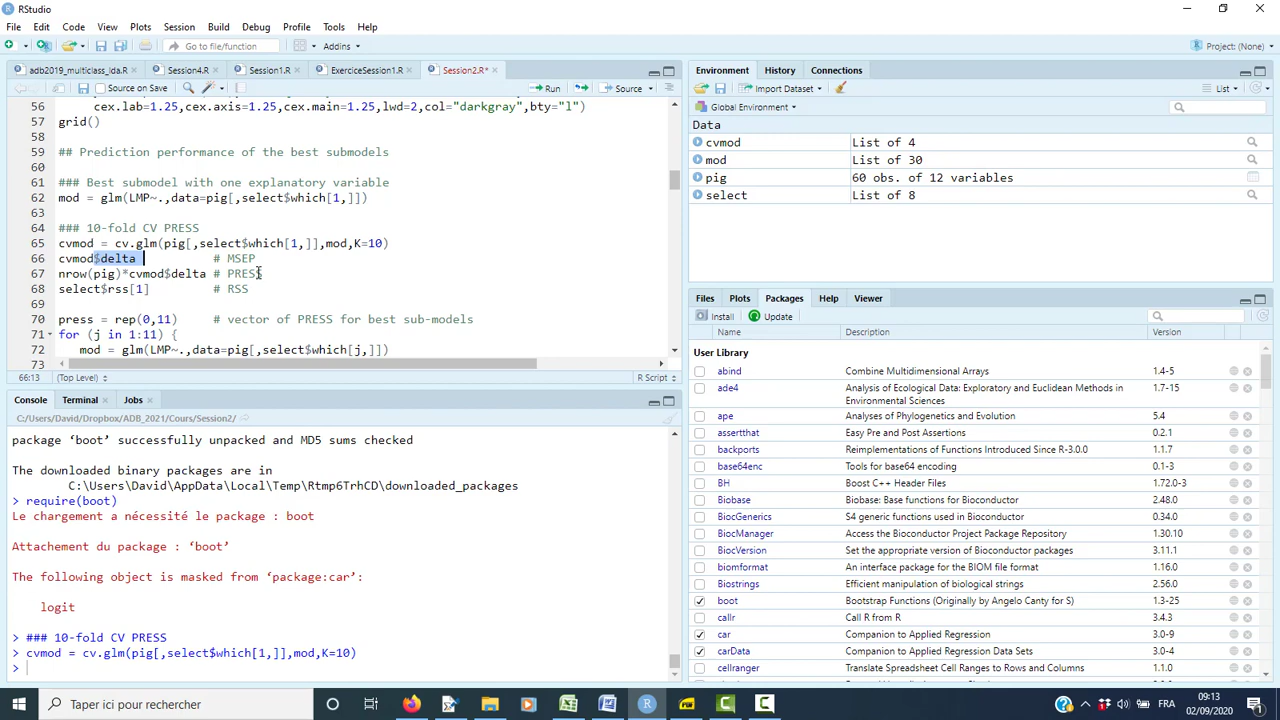 RStudio
File Edit Code View Plots Session Build Debug Profile Tools Help
Go to file/function Addins Project: (None)
adb2019_multiclass_lda.R Session4.R Session1.R ExerciceSession1.R Session2.R*
Source on Save Run Source
56 cex.lab=1.25,cex.axis=1.25,cex.main=1.25,lwd=2,col="darkgray",bty="l")
57 grid()
58
59 ## Prediction performance of the best submodels
60
61 ### Best submodel with one explanatory variable
62 mod = glm(LMP~.,data=pig[,select$which[1,]])
63
64 ### 10-fold CV PRESS
65 cvmod = cv.glm(pig[,select$which[1,]],mod,K=10)
66 cvmod$delta # MSEP
67 nrow(pig)*cvmod$delta # PRESS
68 select$rss[1] # RSS
69
70 press = rep(0,11) # vector of PRESS for best sub-models
71 for (j in 1:11) {
72 mod = glm(LMP~.,data=pig[,select$which[j,]])
73
66:13 (Top Level) R Script
Console Terminal Jobs
C:/Users/David/Dropbox/ADB_2021/Cours/Session2/
package ‘boot’ successfully unpacked and MD5 sums checked
The downloaded binary packages are in
C:\Users\David\AppData\Local\Temp\Rtmp6TrhCD\downloaded_packages
> require(boot)
Le chargement a nécessité le package : boot
Attachement du package : ‘boot’
The following object is masked from ‘package:car’:
logit
> ### 10-fold CV PRESS
> cvmod = cv.glm(pig[,select$which[1,]],mod,K=10)
>
Environment History Connections
Import Dataset List
Global Environment
Data
cvmod List of 4
mod List of 30
pig 60 obs. of 12 variables
select List of 8
Files Plots Packages Help Viewer
Install Update
Name Description Version
User Library
abind Combine Multidimensional Arrays 1.4-5
ade4 Analysis of Ecological Data: Exploratory and Euclidean Methods in Environmental Sciences 1.7-15
ape Analyses of Phylogenetics and Evolution 5.4
assertthat Easy Pre and Post Assertions 0.2.1
backports Reimplementations of Functions Introduced Since R-3.0.0 1.1.7
base64enc Tools for base64 encoding 0.1-3
BH Boost C++ Header Files 1.72.0-3
Biobase Biobase: Base functions for Bioconductor 2.48.0
BiocGenerics S4 generic functions used in Bioconductor 0.34.0
BiocManager Access the Bioconductor Project Package Repository 1.30.10
BiocVersion Set the appropriate version of Bioconductor packages 3.11.1
biomformat An interface package for the BIOM file format 1.16.0
Biostrings Efficient manipulation of biological strings 2.56.0
boot Bootstrap Functions (Originally by Angelo Canty for S) 1.3-25
callr Call R from R 3.4.3
car Companion to Applied Regression 3.0-9
carData Companion to Applied Regression Data Sets 3.0-4
cellranger Translate Spreadsheet Cell Ranges to Rows and Columns 1.1.0
Taper ici pour rechercher
FRA 09:13
02/09/2020